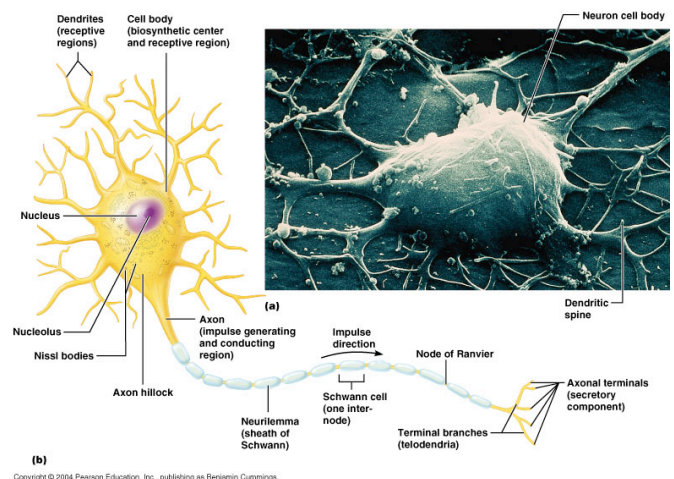 Dendrites
(receptive
regions)
Cell body
(biosynthetic center
and receptive region)
Neuron cell body
Nucleus
(a)
Dendritic
spine
Nucleolus
Nissl bodies
Axon
(impulse generating
and conducting
region)
Impulse
direction
Node of Ranvier
Axon hillock
Schwann cell
(one inter-
node)
Axonal terminals
(secretory
component)
Neurilemma
(sheath of
Schwann)
Terminal branches
(telodendria)
(b)
Copyright © 2004 Pearson Education, Inc., publishing as Benjamin Cummings.